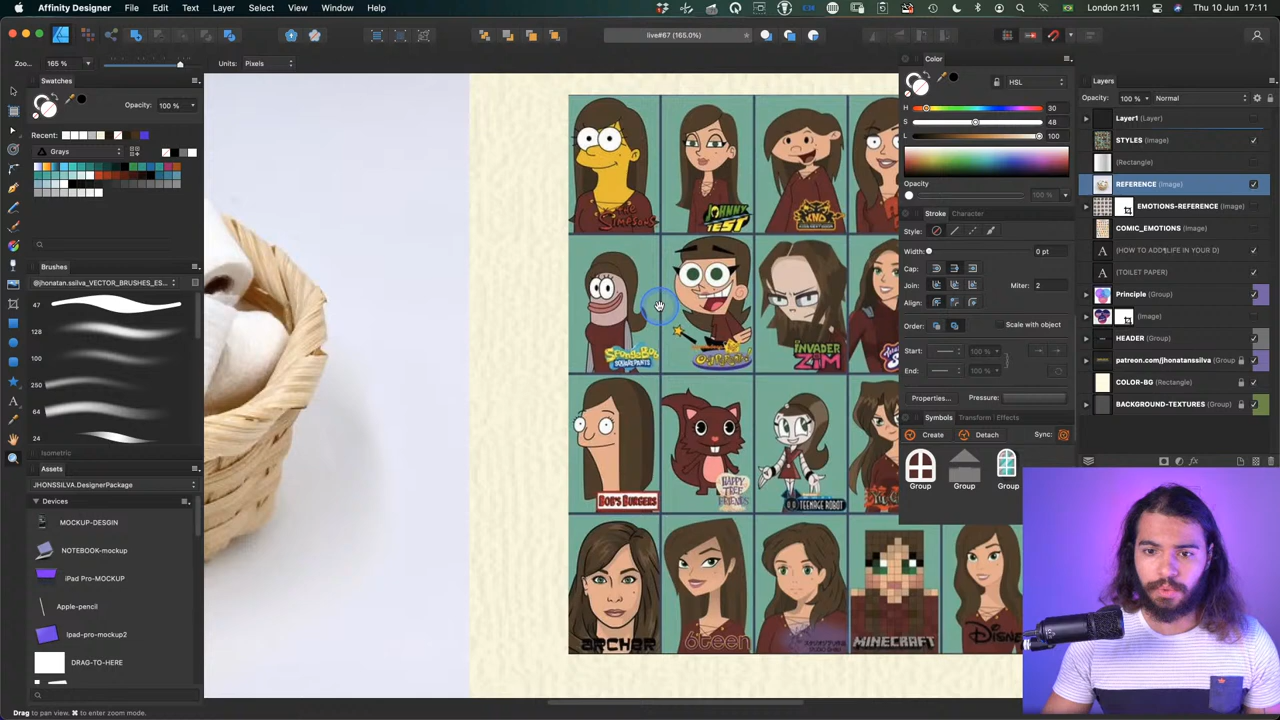 Affinity Designer File Edit Text Layer Select View Window Help
London 21:11
Thu 10 Jun 17:11
live#67 (165.0%)
Zoo... 165 %
Units: Pixels
Swatches
Opacity: 100 %
Recent:
Grays
Brushes
@jhonatan.ssilva_VECTOR_BRUSHES_ES...
47
128
100
250
64
24
Isometric
Assets
JHONSSILVA.DesignerPackage
Devices
MOCKUP-DESGIN
NOTEBOOK-mockup
iPad Pro-MOCKUP
Apple-pencil
Ipad-pro-mockup2
DRAG-TO-HERE
Drag to pan view. ⌘ to enter zoom mode.
THE SIMPSONS
JOHNNY TEST
KND
SpongeBob SQUAREPANTS
INVADER ZIM
BOB'S BURGERS
HAPPY TREE FRIENDS
TEENAGE ROBOT
ARCHER
6teen
MINECRAFT
Disney
Color
HSL
H 30
S 48
L 100
Opacity
100 %
Stroke Character
Style:
Width: 0 pt
Cap:
Join: Miter: 2
Align:
Order: Scale with object
Start: 100 %
End: 100 %
Properties... Pressure:
Symbols Transform Effects
Create Detach Sync:
Group Group Group
Layers
Opacity: 100 % Normal
Layer1 (Layer)
STYLES (Image)
(Rectangle)
REFERENCE (Image)
EMOTIONS-REFERENCE (Image)
COMIC_EMOTIONS (Image)
(HOW TO ADD¶LIFE IN YOUR D)
(TOILET PAPER)
Principle (Group)
(Image)
HEADER (Group)
patreon.com/jhonatanssilva (Group)
COLOR-BG (Rectangle)
BACKGROUND-TEXTURES (Group)